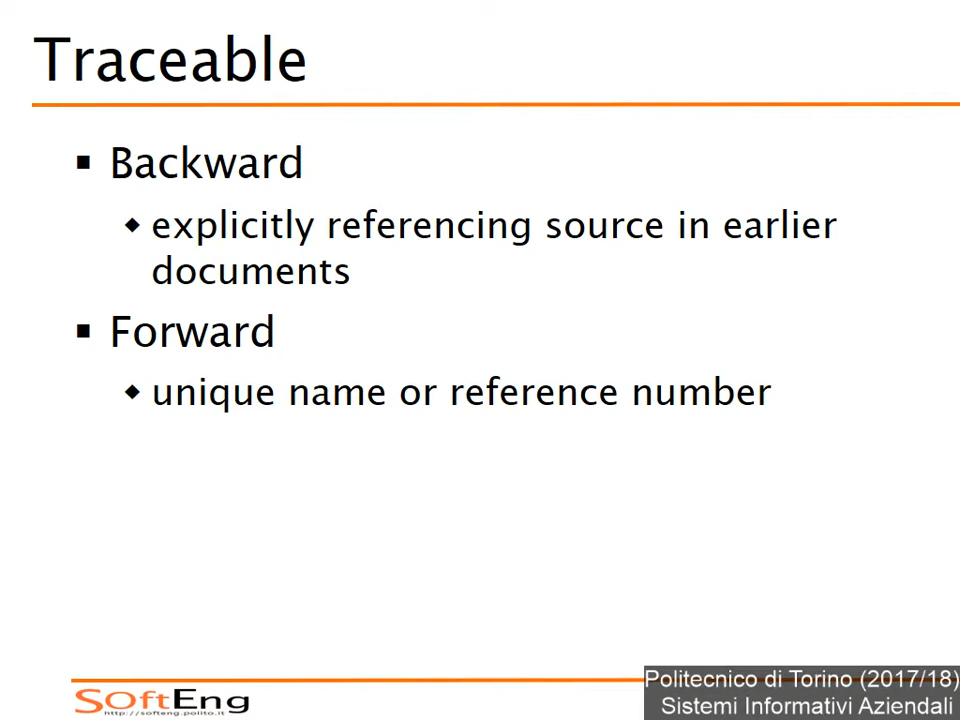 Traceable
▪ Backward
◆ explicitly referencing source in earlier
documents
▪ Forward
◆ unique name or reference number
SOftEng
http://softeng.polito.it
Politecnico di Torino (2017/18)
Sistemi Informativi Aziendali